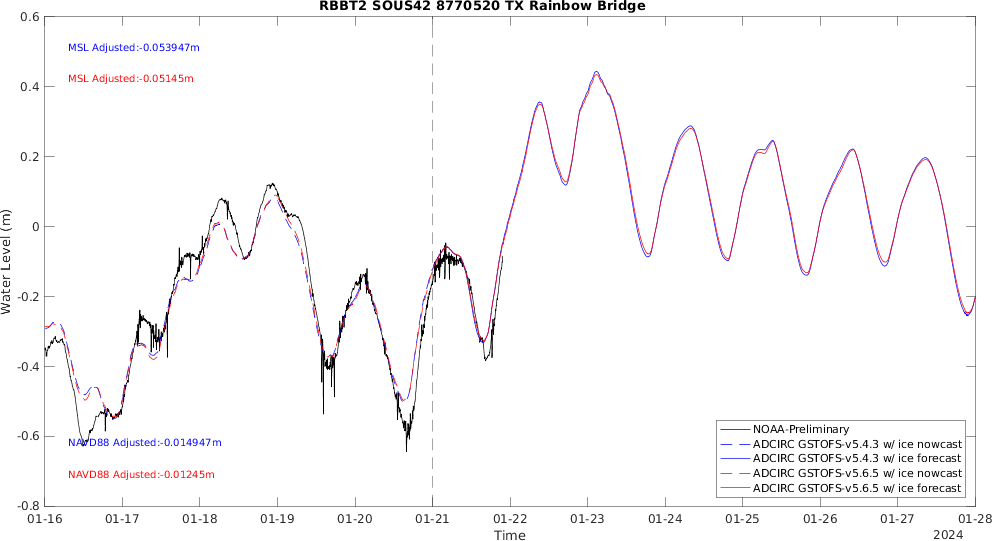 RBBT2 SOUS42 8770520 TX Rainbow Bridge
0.6
0.4
0.2
0
-0.2
-0.4
-0.6
-0.8
Water Level (m)
MSL Adjusted:-0.053947m
MSL Adjusted:-0.05145m
NAVD88 Adjusted:-0.014947m
NAVD88 Adjusted:-0.01245m
NOAA-Preliminary
ADCIRC GSTOFS-v5.4.3 w/ ice nowcast
ADCIRC GSTOFS-v5.4.3 w/ ice forecast
ADCIRC GSTOFS-v5.6.5 w/ ice nowcast
ADCIRC GSTOFS-v5.6.5 w/ ice forecast
01-16 01-17 01-18 01-19 01-20 01-21 01-22 01-23 01-24 01-25 01-26 01-27 01-28
Time
2024